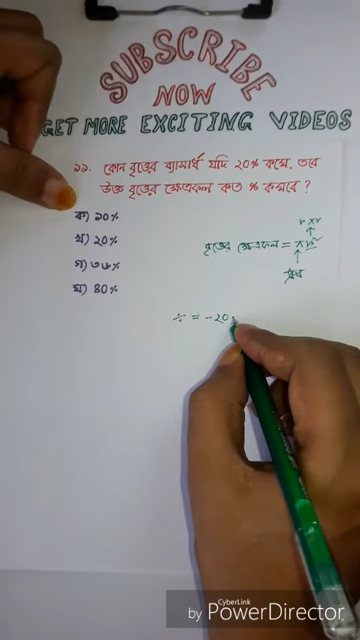 SUBSCRIBE
NOW
GET MORE EXCITING VIDEOS
১১. কোন বৃত্তের ব্যাসার্ধ যদি ২০% কমে, তবে
উক্ত বৃত্তের ক্ষেত্রফল কত % কমবে ?
ক) ১০%
খ) ২০%
গ) ৩৬%
ঘ) ৪০%
r×r
বৃত্তের ক্ষেত্রফল = πr²
ধ্রুব
= -20
CyberLink
by PowerDirector